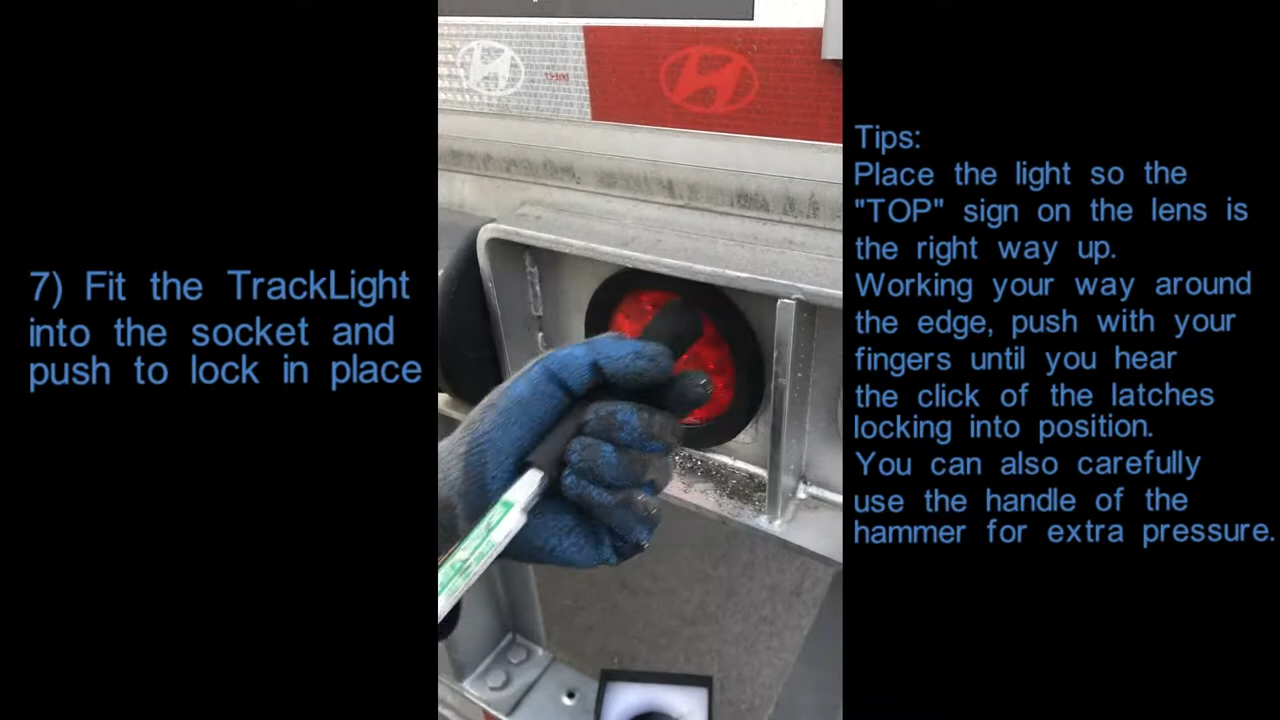 7) Fit the TrackLight
into the socket and
push to lock in place
Tips:
Place the light so the
"TOP" sign on the lens is
the right way up.
Working your way around
the edge, push with your
fingers until you hear
the click of the latches
locking into position.
You can also carefully
use the handle of the
hammer for extra pressure.